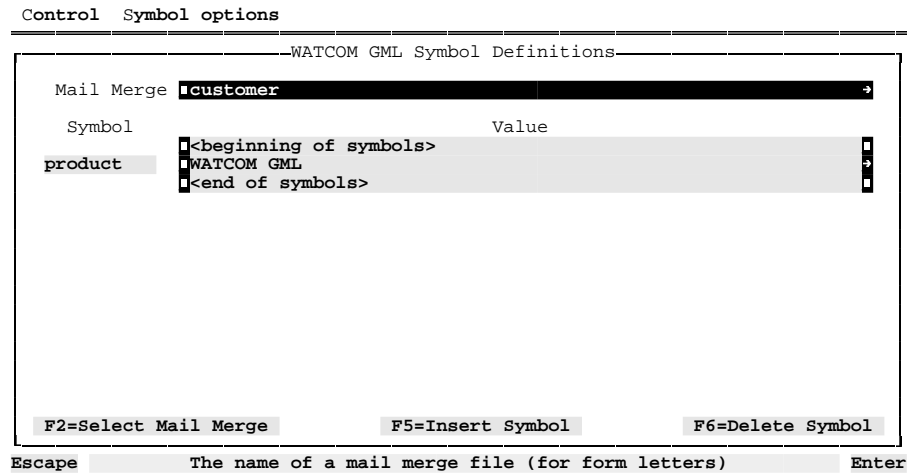 Control Symbol options
WATCOM GML Symbol Definitions
Mail Merge customer
Symbol Value
<beginning of symbols>
product WATCOM GML
<end of symbols>
F2=Select Mail Merge F5=Insert Symbol F6=Delete Symbol
Escape The name of a mail merge file (for form letters) Enter